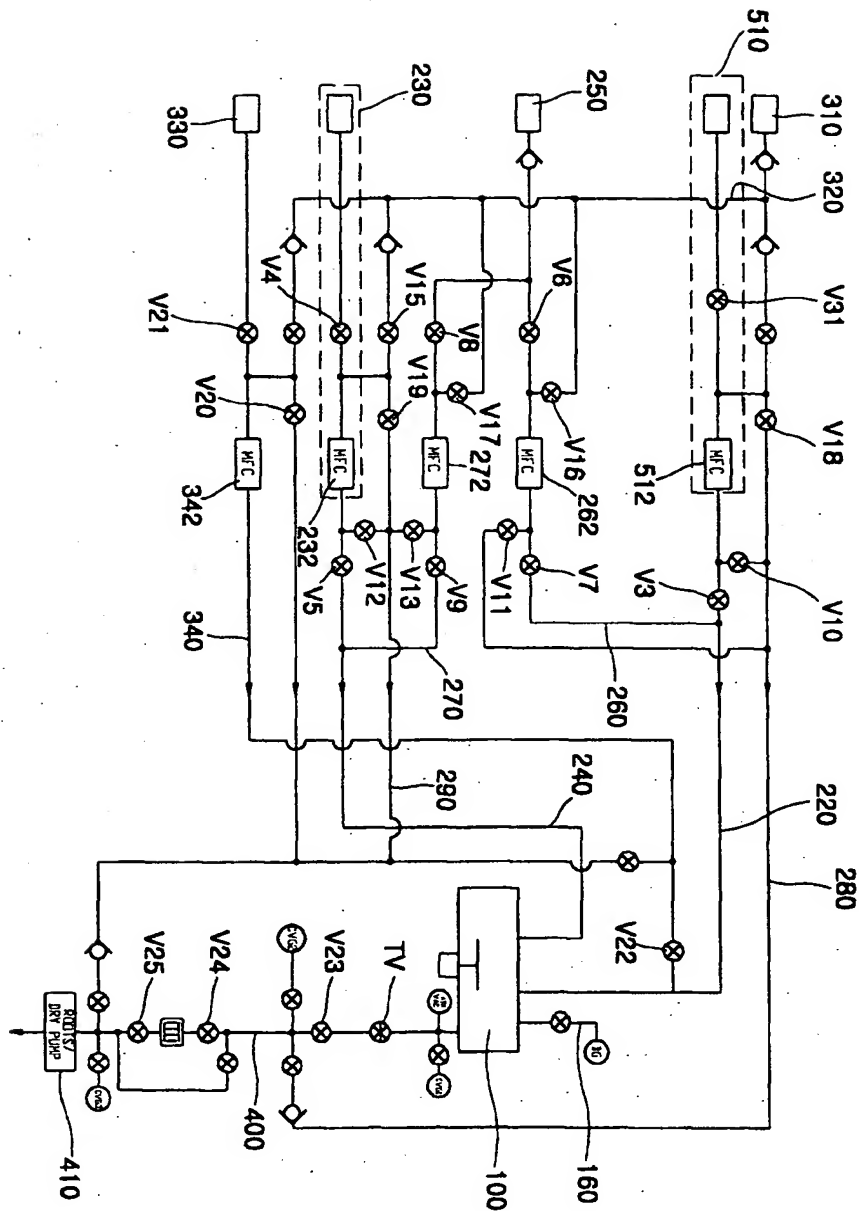 510
310
320
V31
V18
512
MFC
V10
V3
220
280
250
V6
V16
262
MFC
V7
V11
260
V8
V17
272
MFC
V9
V13
270
230
V4
V15
V19
232
MFC
V12
V5
240
290
330
V21
V20
342
MFC
340
V22
100
160
TV
V23
400
V24
V25
ROOTS/
DRY PUMP
410